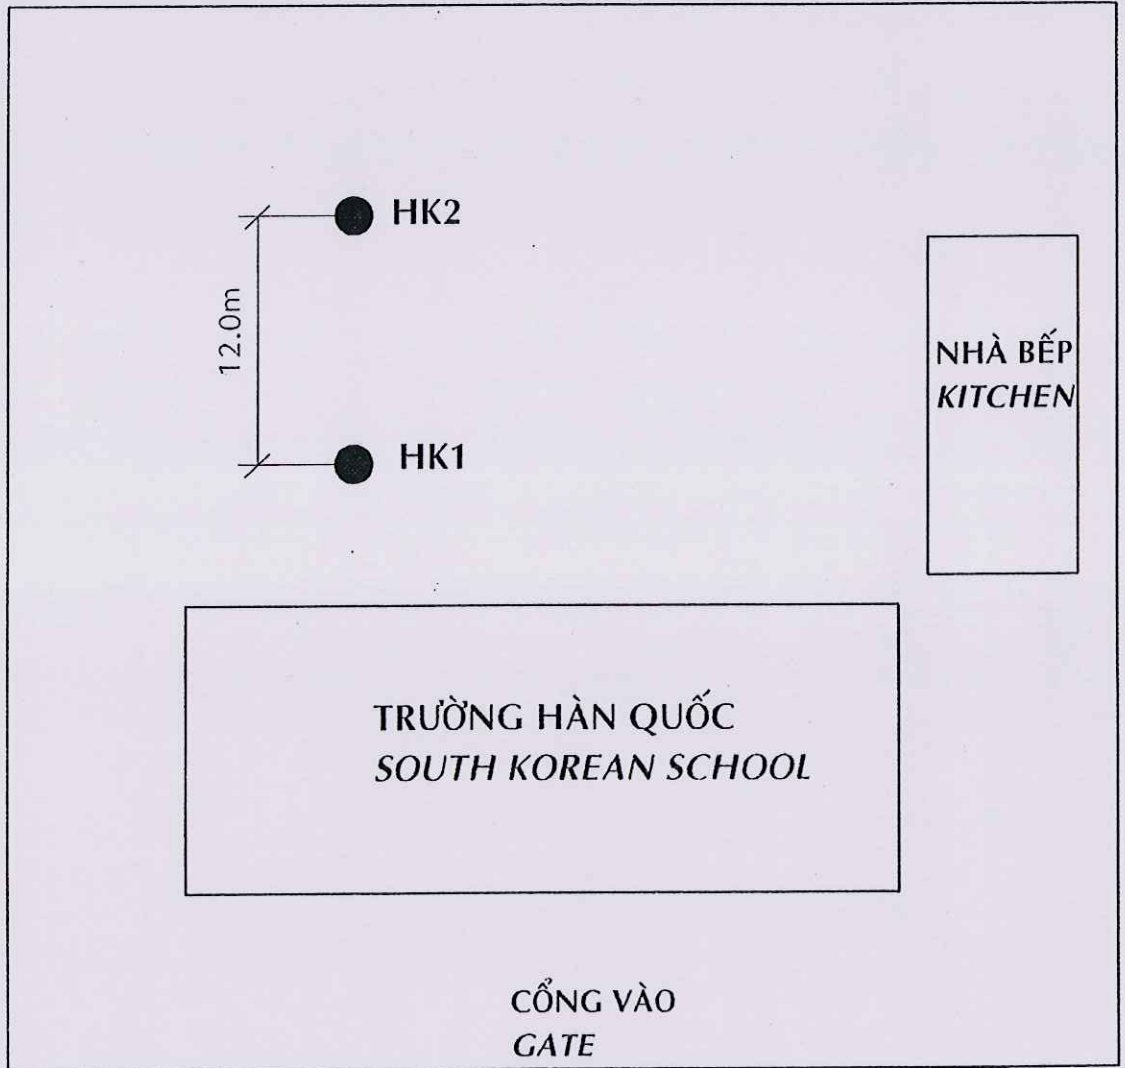 HK2
12.0m
HK1
NHÀ BẾP
KITCHEN
TRƯỜNG HÀN QUỐC
SOUTH KOREAN SCHOOL
CỔNG VÀO
GATE